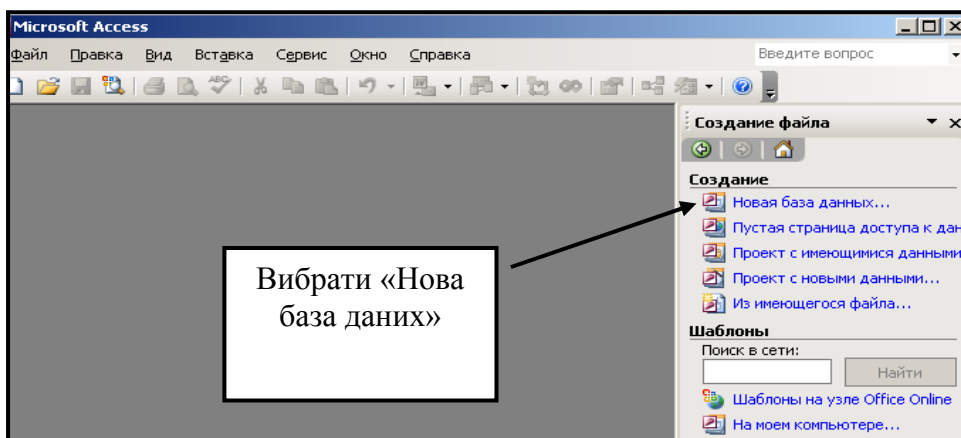 Microsoft Access
Файл Правка Вид Вставка Сервис Окно Справка
Введите вопрос
Создание файла
Создание
Новая база данных...
Пустая страница доступа к дан
Проект с имеющимися данными
Проект с новыми данными...
Из имеющегося файла...
Вибрати «Нова
база даних»
Шаблоны
Поиск в сети:
Найти
Шаблоны на узле Office Online
На моем компьютере...